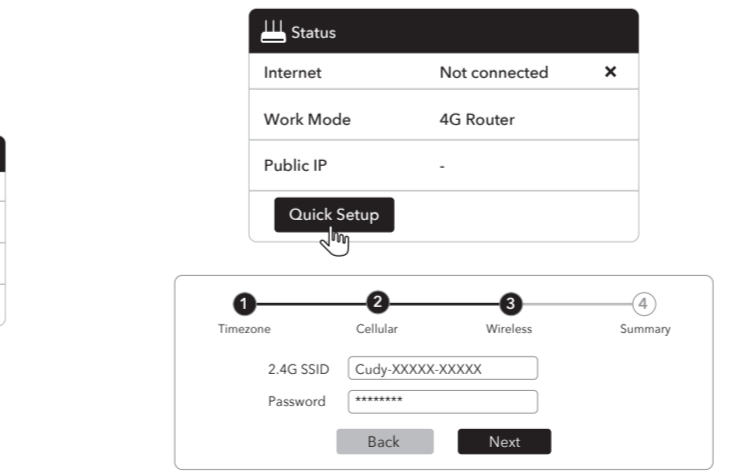 Status
Internet Not connected ×
Work Mode 4G Router
Public IP -
Quick Setup
1 2 3 4
Timezone Cellular Wireless Summary
2.4G SSID Cudy-XXXXX-XXXXX
Password ********
Back Next